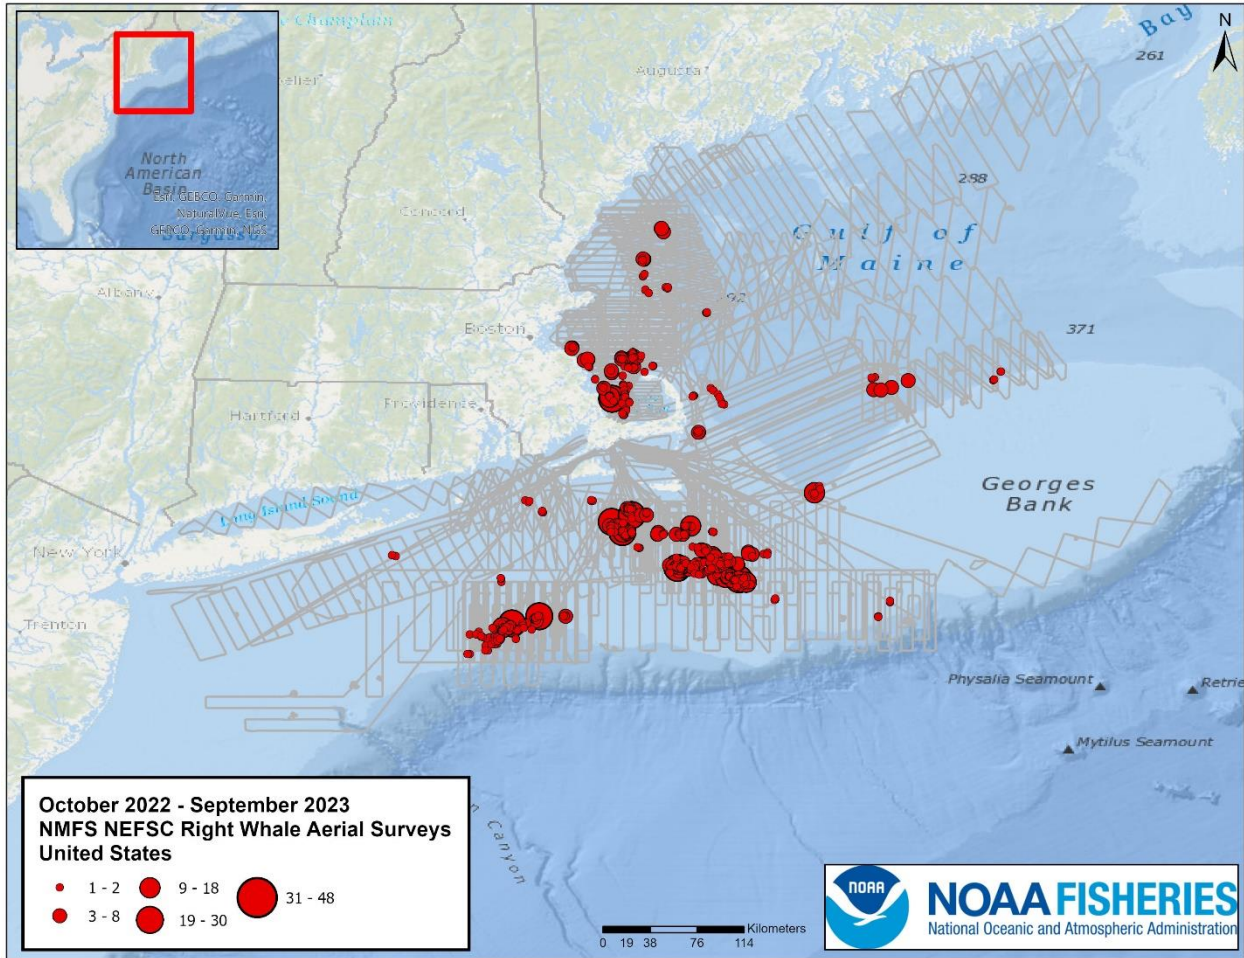 e Champlain
Bay
N
261
elier
Augusta
North
American
Basin
Esri, GEBCO, Garmin,
NaturalVue, Esri,
GEBCO, Garmin, NGS
Sargasso
288
Concord
Gulf of
Maine
Albany
92
Boston
371
Hartford
Providence
Georges
Bank
Long Island Sound
New York
Trenton
Physalia Seamount
Retrie
Mytilus Seamount
n Canyon
October 2022 - September 2023
NMFS NEFSC Right Whale Aerial Surveys
United States
1 - 2
3 - 8
9 - 18
19 - 30
31 - 48
Kilometers
0 19 38 76 114
NOAA
NOAA FISHERIES
National Oceanic and Atmospheric Administration